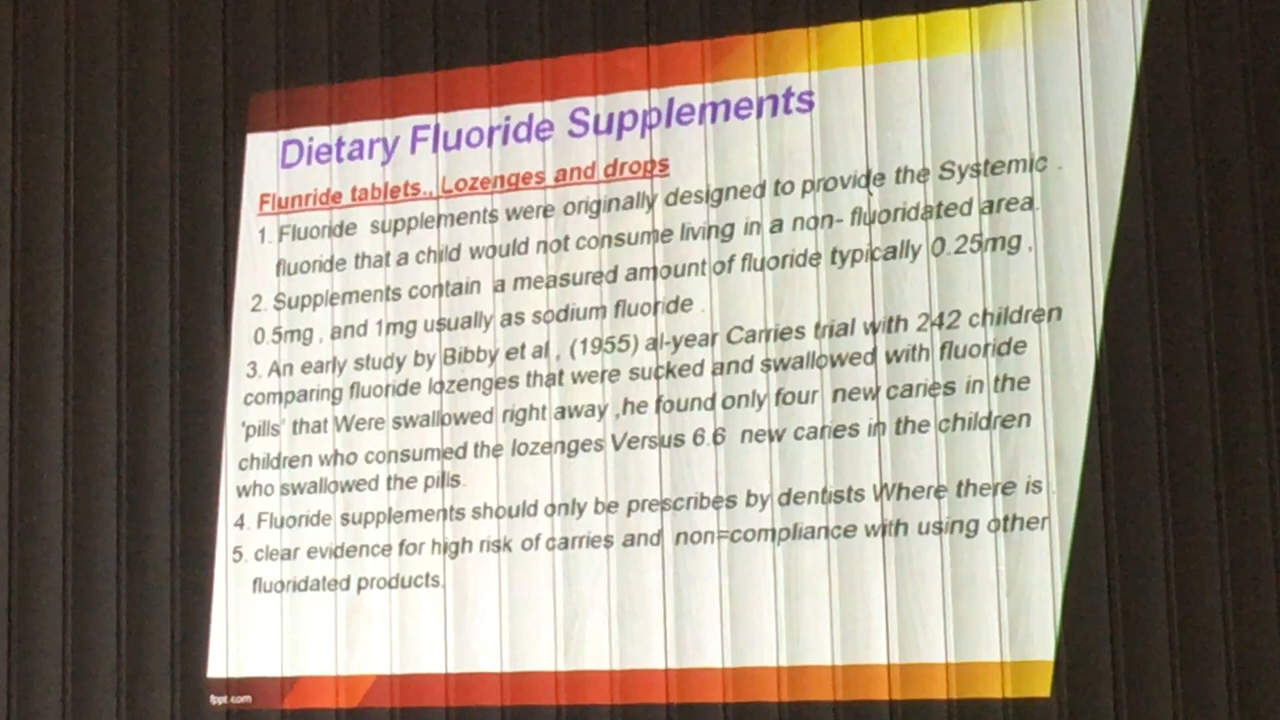 Dietary Fluoride Supplements
Flunride tablets., Lozenges and drops
1. Fluoride supplements were originally designed to provide the Systemic .
fluoride that a child would not consume living in a non- fluoridated area.
2. Supplements contain a measured amount of fluoride typically 0.25mg ,
0.5mg , and 1mg usually as sodium fluoride .
3. An early study by Bibby et al , (1955) al-year Carries trial with 242 children
comparing fluoride lozenges that were sucked and swallowed with fluoride
'pills' that Were swallowed right away ,he found only four new caries in the
children who consumed the lozenges Versus 6.6 new caries in the children
who swallowed the pills.
4. Fluoride supplements should only be prescribes by dentists Where there is
5. clear evidence for high risk of carries and non=compliance with using other
fluoridated products.
fppt.com